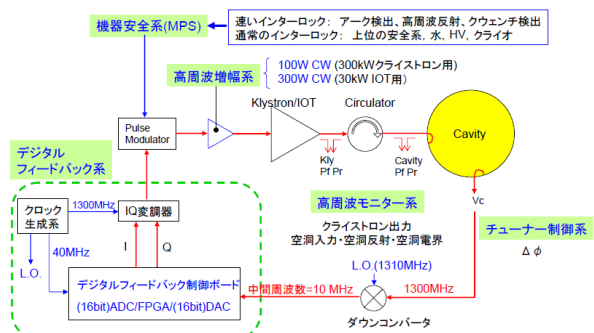 機器安全系(MPS)
速いインターロック: アーク検出、高周波反射、クウェンチ検出
通常のインターロック: 上位の安全系, 水, HV, クライオ
高周波増幅系
100W CW (300kWクライストロン用)
300W CW (30kW IOT用)
Klystron/IOT
Circulator
Pulse
Modulator
Cavity
Kly
Pf Pr
Cavity
Pf Pr
デジタル
フィードバック系
高周波モニター系
クライストロン出力
空洞入力・空洞反射・空洞電界
Vc
チューナー制御系
Δφ
クロック
生成系
1300MHz
IQ変調器
I
Q
40MHz
L.O.
デジタルフィードバック制御ボード
(16bit)ADC/FPGA/(16bit)DAC
中間周波数=10 MHz
L.O.(1310MHz)
1300MHz
ダウンコンバータ